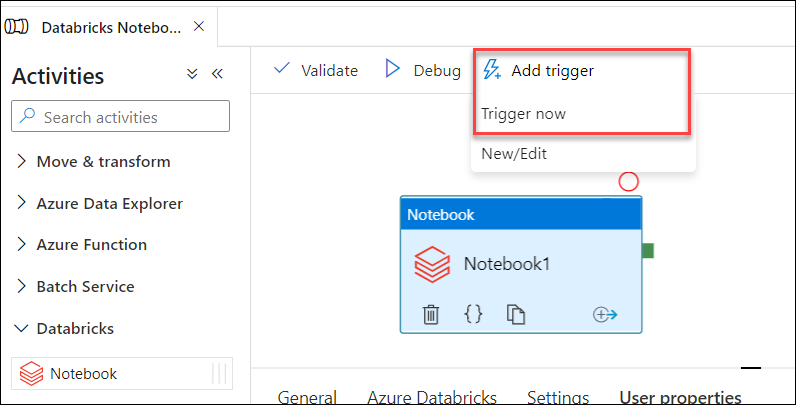 Databricks Notebo...
Activities
Search activities
Move & transform
Azure Data Explorer
Azure Function
Batch Service
Databricks
Notebook
Validate
Debug
Add trigger
Trigger now
New/Edit
Notebook
Notebook1
General
Azure Databricks
Settings
User properties